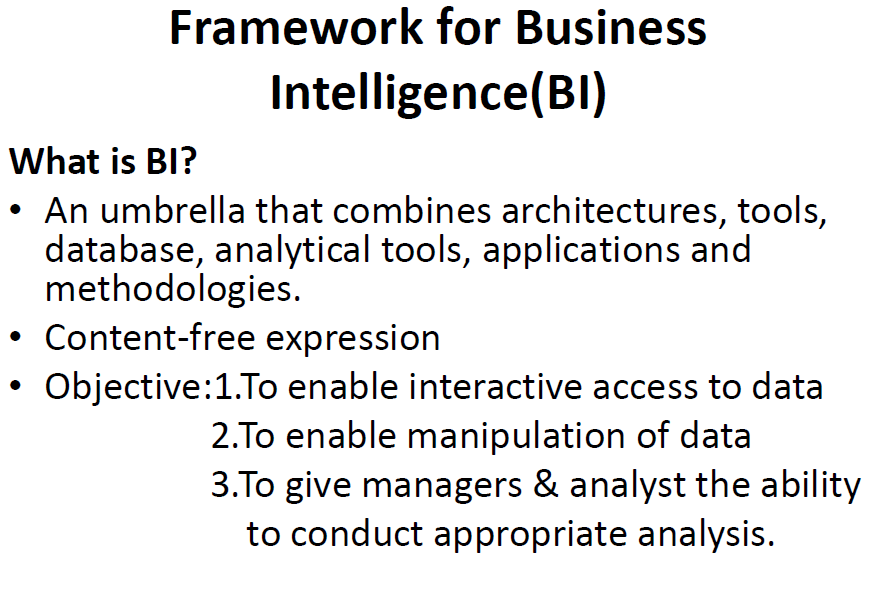 Framework for Business
Intelligence(BI)
What is BI?
• An umbrella that combines architectures, tools,
database, analytical tools, applications and
methodologies.
• Content-free expression
• Objective:1.To enable interactive access to data
2.To enable manipulation of data
3.To give managers & analyst the ability
to conduct appropriate analysis.